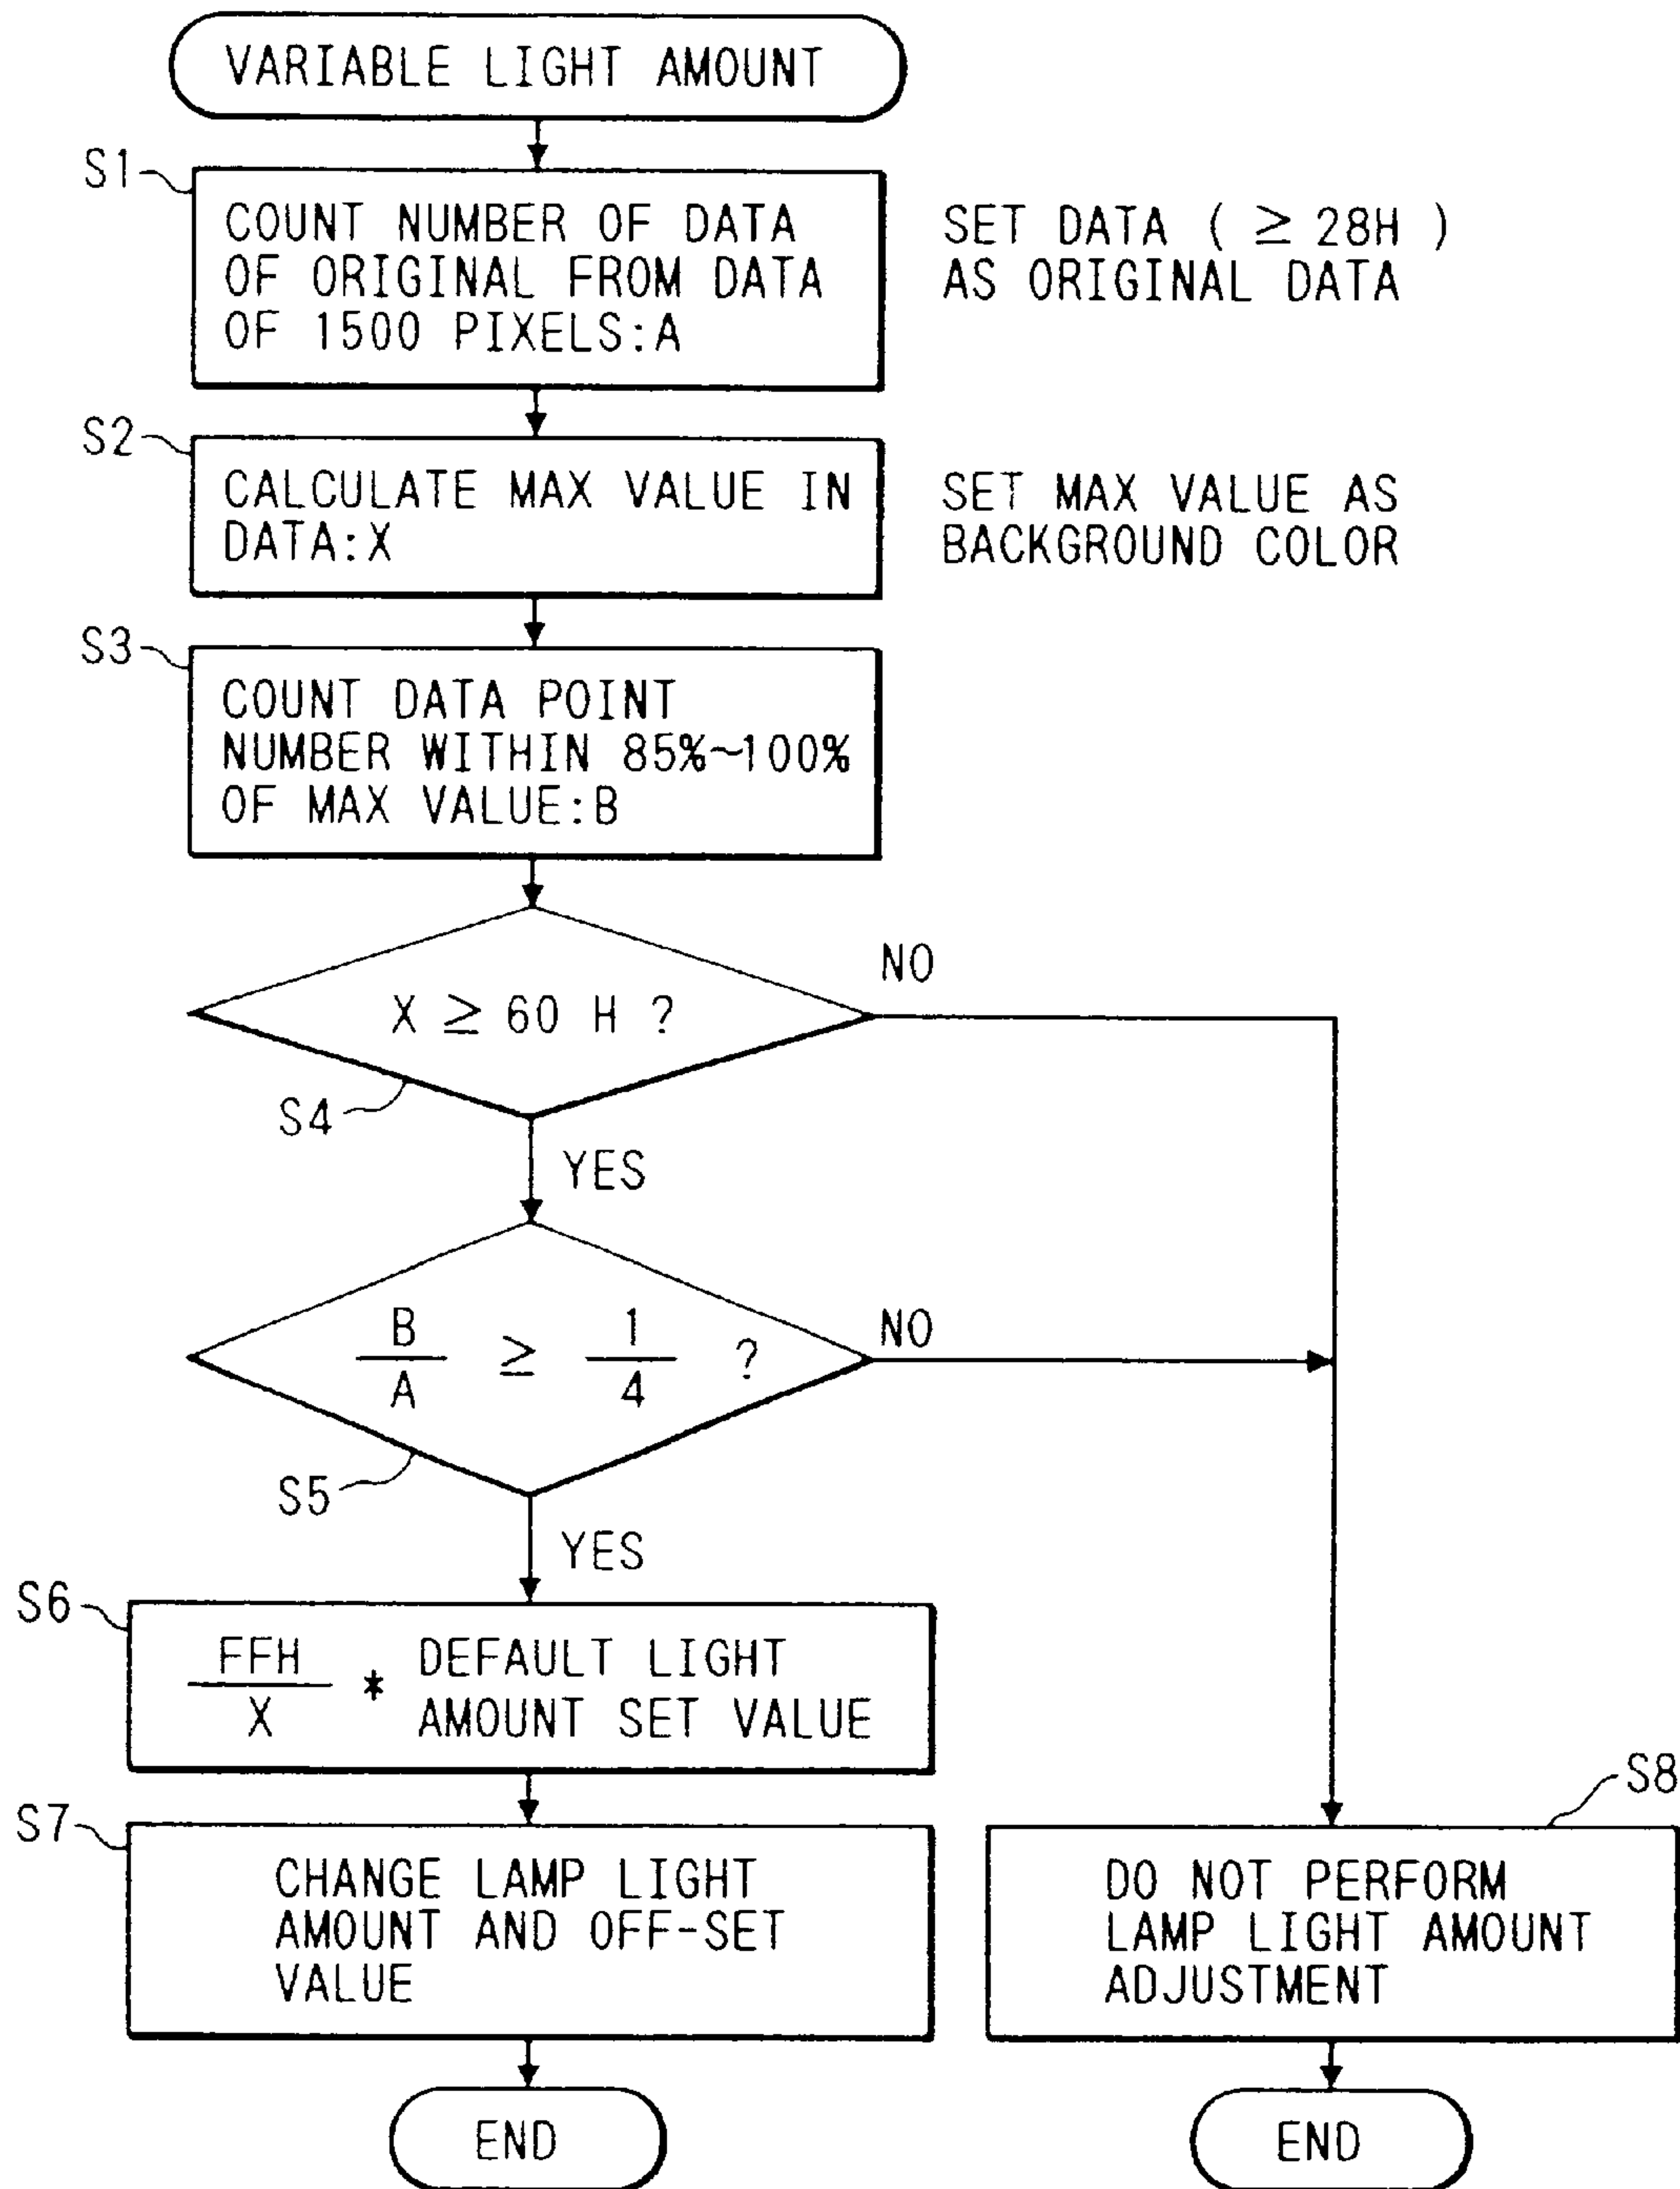 VARIABLE LIGHT AMOUNT
S1
COUNT NUMBER OF DATA
OF ORIGINAL FROM DATA
OF 1500 PIXELS:A
SET DATA ( ≥ 28H )
AS ORIGINAL DATA
S2
CALCULATE MAX VALUE IN
DATA:X
SET MAX VALUE AS
BACKGROUND COLOR
S3
COUNT DATA POINT
NUMBER WITHIN 85%~100%
OF MAX VALUE:B
X ≥ 60 H ?
NO
S4
YES
B/A ≥ 1/4 ?
NO
S5
YES
S6
FFH/X * DEFAULT LIGHT
AMOUNT SET VALUE
S7
CHANGE LAMP LIGHT
AMOUNT AND OFF-SET
VALUE
S8
DO NOT PERFORM
LAMP LIGHT AMOUNT
ADJUSTMENT
END
END